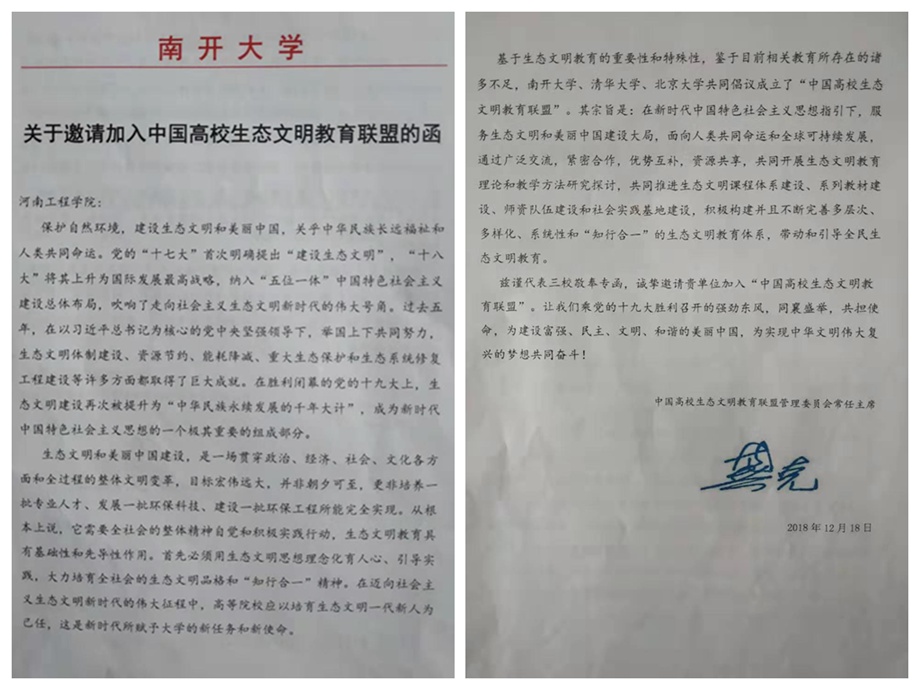 南开大学
关于邀请加入中国高校生态文明教育联盟的函
河南工程学院：
保护自然环境，建设生态文明和美丽中国，关乎中华民族长远福祉和
人类共同命运。党的“十七大”首次明确提出“建设生态文明”，“十八
大”将其上升为国际发展最高战略，纳入“五位一体”中国特色社会主义
建设总体布局，吹响了走向社会主义生态文明新时代的伟大号角。过去五
年，在以习近平总书记为核心的党中央坚强领导下，举国上下共同努力，
生态文明体制建设、资源节约、能耗降减、重大生态保护和生态系统修复
工程建设等许多方面都取得了巨大成就。在胜利闭幕的党的十九大上，生
态文明建设再次被提升为“中华民族永续发展的千年大计”，成为新时代
中国特色社会主义思想的一个极其重要的组成部分。
生态文明和美丽中国建设，是一场贯穿政治、经济、社会、文化各方
面和全过程的整体文明变革，目标宏伟远大，并非朝夕可至，更非培养一
批专业人才、发展一批环保科技、建设一批环保工程所能完全实现。从根
本上说，它需要全社会的整体精神自觉和积极实践行动，生态文明教育具
有基础性和先导性作用。首先必须用生态文明思想理念化育人心、引导实
践，大力培育全社会的生态文明品格和“知行合一”精神。在迈向社会主
义生态文明新时代的伟大征程中，高等院校应以培育生态文明一代新人为
己任，这是新时代所赋予大学的新任务和新使命。
基于生态文明教育的重要性和特殊性，鉴于目前相关教育所存在的诸
多不足，南开大学、清华大学、北京大学共同倡议成立了“中国高校生态
文明教育联盟”。其宗旨是：在新时代中国特色社会主义思想指引下，服
务生态文明和美丽中国建设大局，面向人类共同命运和全球可持续发展，
通过广泛交流，紧密合作，优势互补，资源共享，共同开展生态文明教育
理论和教学方法研究探讨，共同推进生态文明课程体系建设、系列教材建
设、师资队伍建设和社会实践基地建设，积极构建并且不断完善多层次、
多样化、系统性和“知行合一”的生态文明教育体系，带动和引导全民生
态文明教育。
兹谨代表三校敬奉专函，诚挚邀请贵单位加入“中国高校生态文明教
育联盟”。让我们乘党的十九大胜利召开的强劲东风，同襄盛举，共担使
命，为建设富强、民主、文明、和谐的美丽中国，为实现中华文明伟大复
兴的梦想共同奋斗！
中国高校生态文明教育联盟管理委员会常任主席
龚克
2018年12月18日